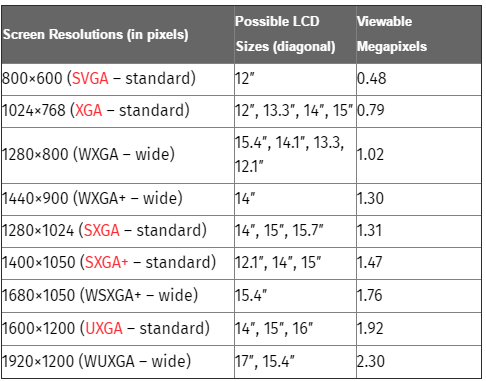 Screen Resolutions (in pixels) Possible LCD Sizes (diagonal) Viewable Megapixels
800×600 (SVGA – standard) 12″ 0.48
1024×768 (XGA – standard) 12″, 13.3″, 14″, 15″ 0.79
1280×800 (WXGA – wide) 15.4″, 14.1″, 13.3, 12.1″ 1.02
1440×900 (WXGA+ – wide) 14″ 1.30
1280×1024 (SXGA – standard) 14″, 15″, 15.7″ 1.31
1400×1050 (SXGA+ – standard) 12.1″, 14″, 15″ 1.47
1680×1050 (WSXGA+ – wide) 15.4″ 1.76
1600×1200 (UXGA – standard) 14″, 15″, 16″ 1.92
1920×1200 (WUXGA – wide) 17″, 15.4″ 2.30